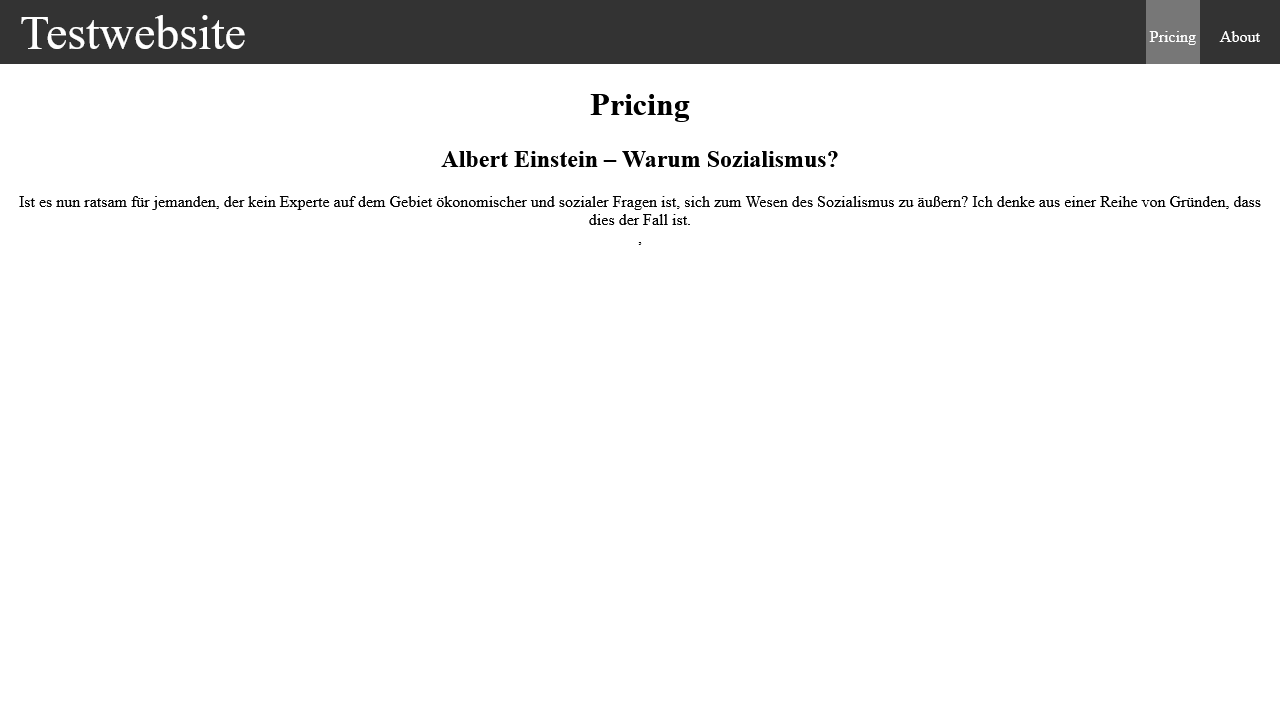 Testwebsite
Pricing
About
Pricing
Albert Einstein – Warum Sozialismus?
Ist es nun ratsam für jemanden, der kein Experte auf dem Gebiet ökonomischer und sozialer Fragen ist, sich zum Wesen des Sozialismus zu äußern? Ich denke aus einer Reihe von Gründen, dass
dies der Fall ist.
,